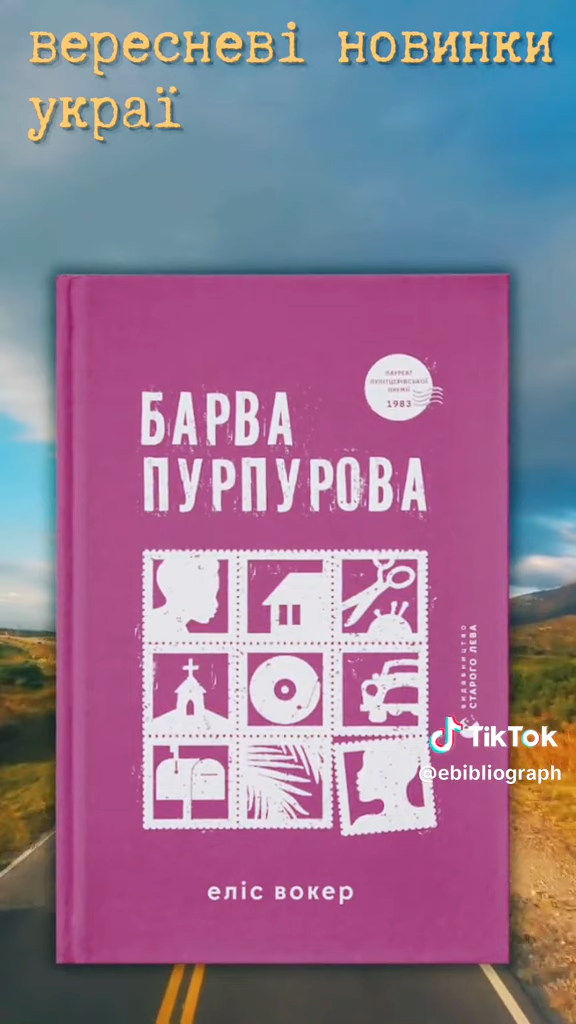 вересневі новинки
украї
ЛАУРЕАТ
ПУЛІТЦЕРІВСЬКОЇ
ПРЕМІЇ
1983
БАРВА
ПУРПУРОВА
ВИДАВНИЦТВО
СТАРОГО ЛЕВА
TikTok
@ebibliograph
еліс вокер